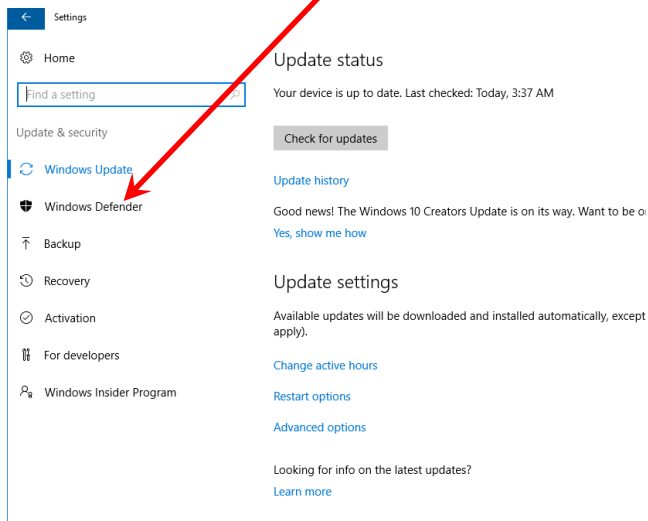 Settings
Home
Find a setting
Update & security
Windows Update
Windows Defender
Backup
Recovery
Activation
For developers
Windows Insider Program
Update status
Your device is up to date. Last checked: Today, 3:37 AM
Check for updates
Update history
Good news! The Windows 10 Creators Update is on its way. Want to be
Yes, show me how
Update settings
Available updates will be downloaded and installed automatically, except
apply).
Change active hours
Restart options
Advanced options
Looking for info on the latest updates?
Learn more